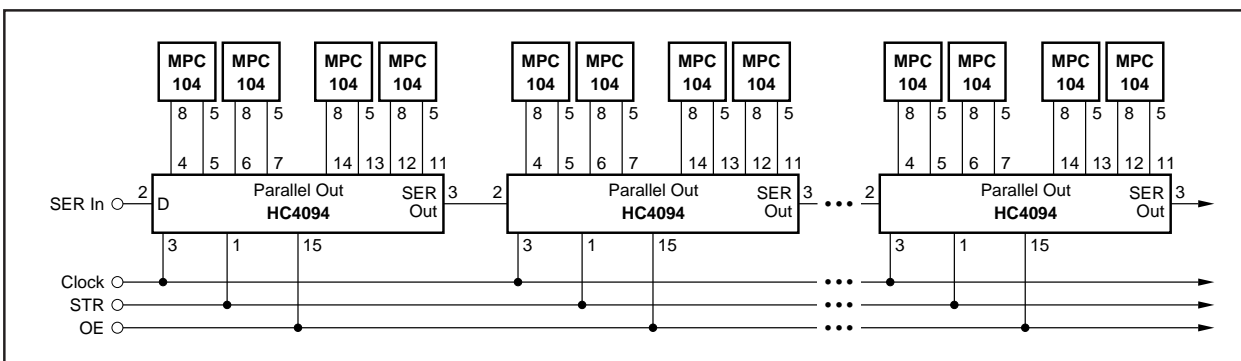 MPC MPC MPC MPC MPC MPC MPC MPC MPC MPC MPC MPC
104 104 104 104 104 104 104 104 104 104 104 104
8 5 8 5 8 5 8 5 8 5 8 5 8 5 8 5 8 5 8 5 8 5 8 5
4 5 6 7 14 13 12 11 4 5 6 7 14 13 12 11 4 5 6 7 14 13 12 11
SER In 2 D Parallel Out SER 3 2 Parallel Out SER 3 2 Parallel Out SER 3
HC4094 Out HC4094 Out HC4094 Out
3 1 15 3 1 15 3 1 15
Clock
STR
OE